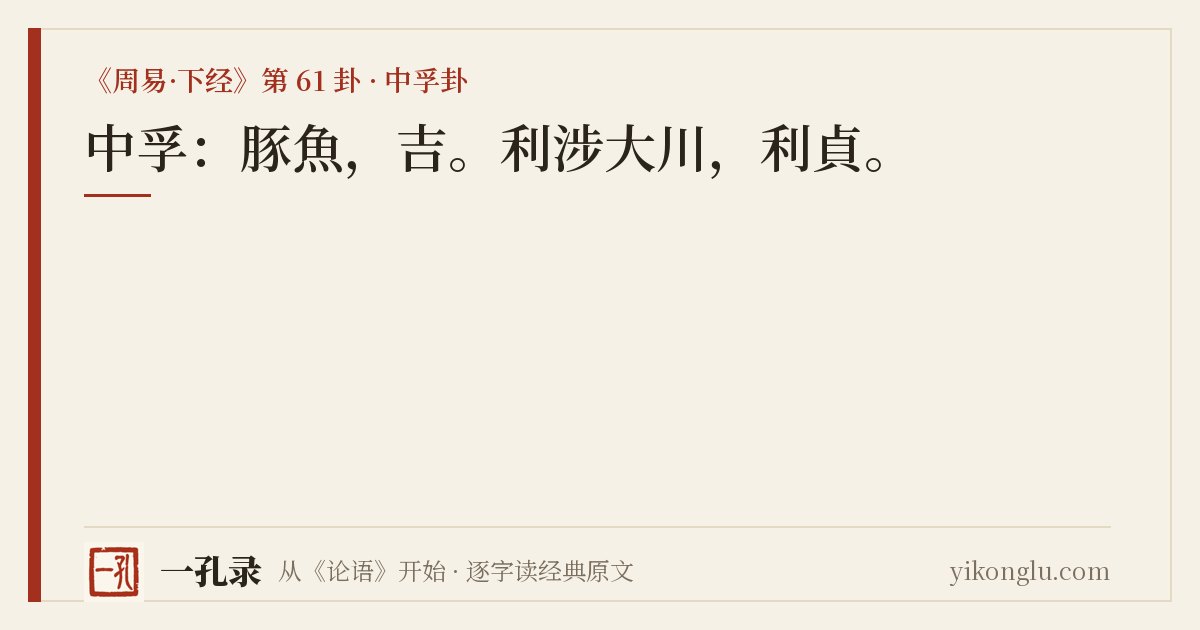 《周易·下经》第 61 卦 · 中孚卦
中孚：豚魚，吉。利涉大川，利貞。
一孔
一孔录 从《论语》开始 · 逐字读经典原文 yikonglu.com